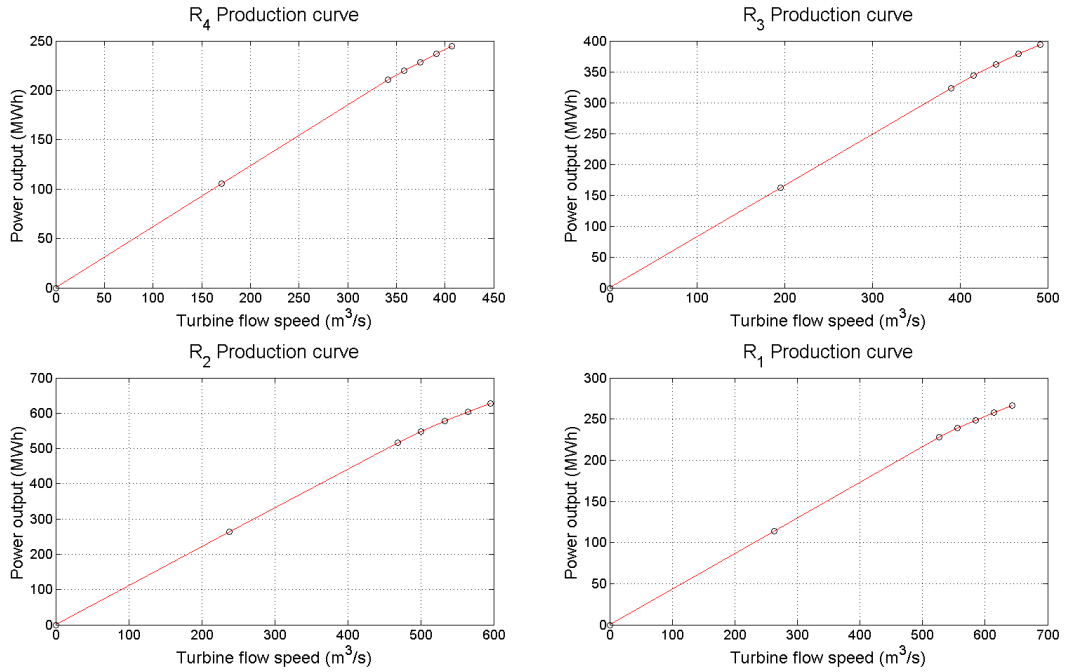 R4 Production curve
250
200
150
100
50
0
Power output (MWh)
0 50 100 150 200 250 300 350 400 450
Turbine flow speed (m^3/s)
R3 Production curve
400
350
300
250
200
150
100
50
0
Power output (MWh)
0 100 200 300 400 500
Turbine flow speed (m^3/s)
R2 Production curve
700
600
500
400
300
200
100
0
Power output (MWh)
0 100 200 300 400 500 600
Turbine flow speed (m^3/s)
R1 Production curve
300
250
200
150
100
50
0
Power output (MWh)
0 100 200 300 400 500 600 700
Turbine flow speed (m^3/s)